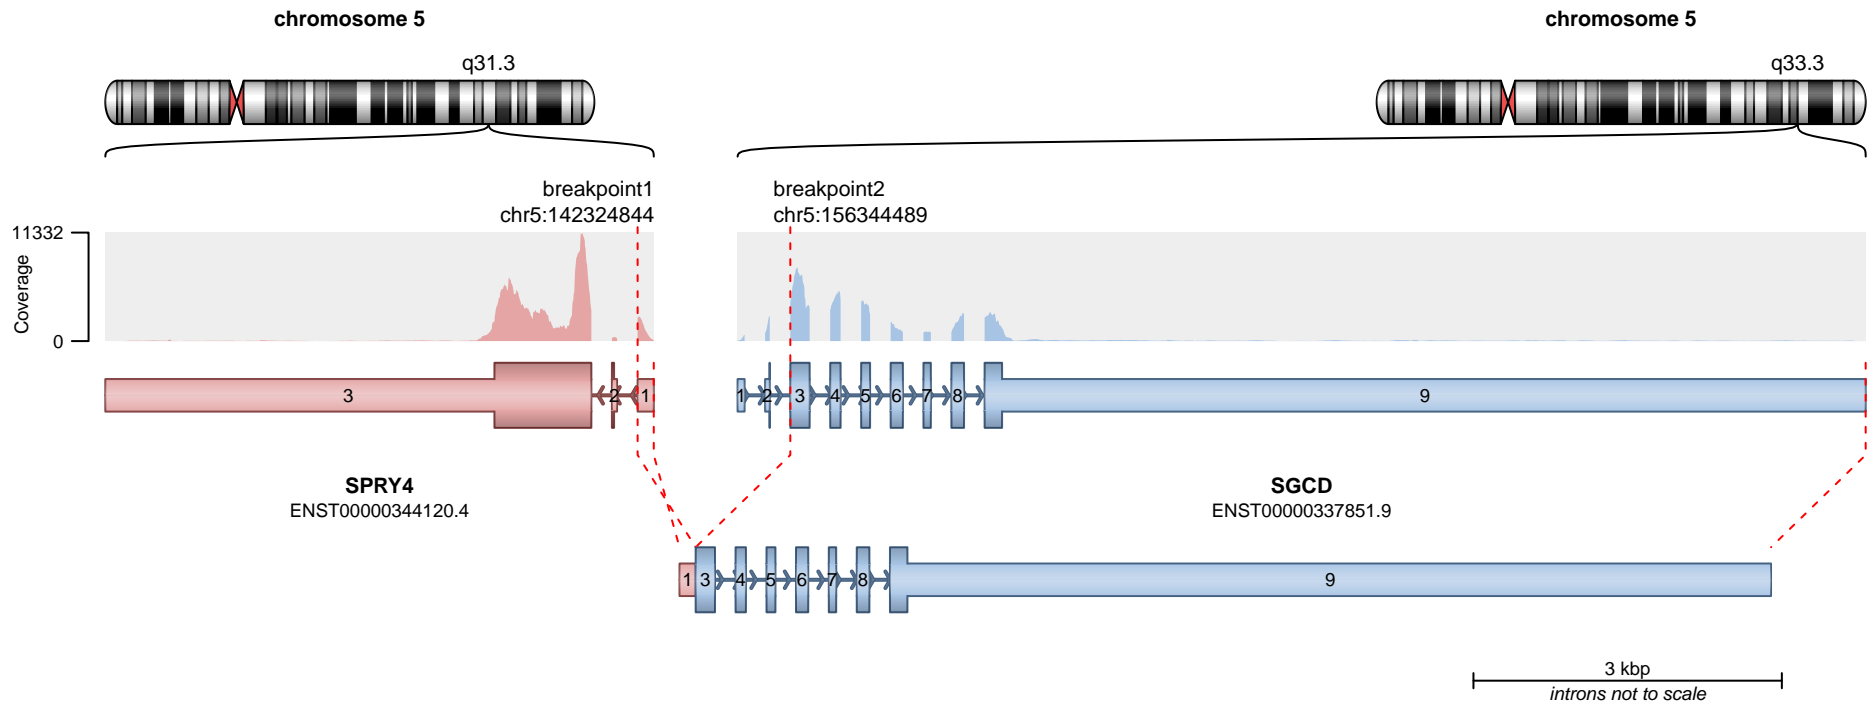 chromosome 5
chromosome 5
q31.3
q33.3
breakpoint1
chr5:142324844
breakpoint2
chr5:156344489
11332
Coverage
0
3
2
1
1
2
3
4
5
6
7
8
9
SPRY4
ENST00000344120.4
SGCD
ENST00000337851.9
1
3
4
5
6
7
8
9
3 kbp
introns not to scale